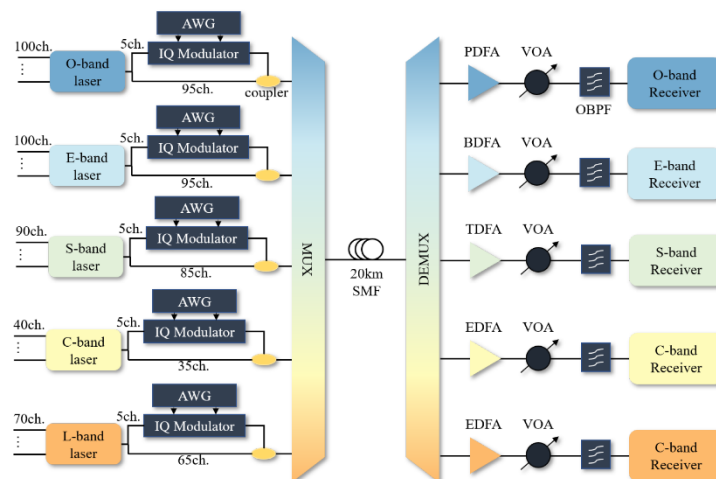 AWG
100ch.
5ch.
IQ Modulator
O-band
laser
95ch.
coupler
AWG
100ch.
5ch.
IQ Modulator
E-band
laser
95ch.
AWG
90ch.
5ch.
IQ Modulator
S-band
laser
85ch.
AWG
40ch.
5ch.
IQ Modulator
C-band
laser
35ch.
AWG
70ch.
5ch.
IQ Modulator
L-band
laser
65ch.
MUX
20km
SMF
DEMUX
PDFA
VOA
OBPF
O-band
Receiver
BDFA
VOA
E-band
Receiver
TDFA
VOA
S-band
Receiver
EDFA
VOA
C-band
Receiver
EDFA
VOA
C-band
Receiver